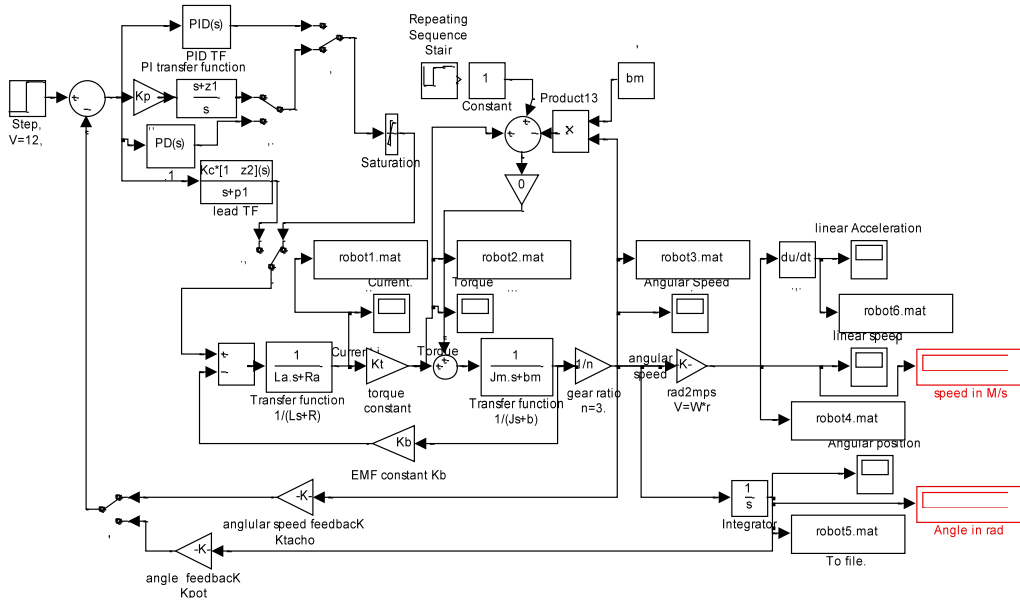 PID(s)
PID TF
PI transfer function
Step,
V=12,
Kp
s+z1
s
PD(s)
.1
Kc*[1 z2](s)
s+p1
lead TF
Saturation
Repeating
Sequence
Stair
1
Constant
Product13
x
bm
0
robot1.mat
Current.
robot2.mat
Torque
robot3.mat
Angular Speed
du/dt
linear Acceleration
robot6.mat
linear speed
1
La.s+Ra
Transfer function
1/(Ls+R)
Current i
Kt
torque
constant
Torque
1
Jm.s+bm
Transfer function
1/(Js+b)
1/n
gear ratio
n=3.
angular
speed
K-
rad2mps
V=W*r
speed in M/s
robot4.mat
Angular position
Kb
EMF constant Kb
-K-
anglular speed feedbacK
Ktacho
1
s
Integrator
Angle in rad
robot5.mat
To file.
-K-
angle feedbacK
Kpot